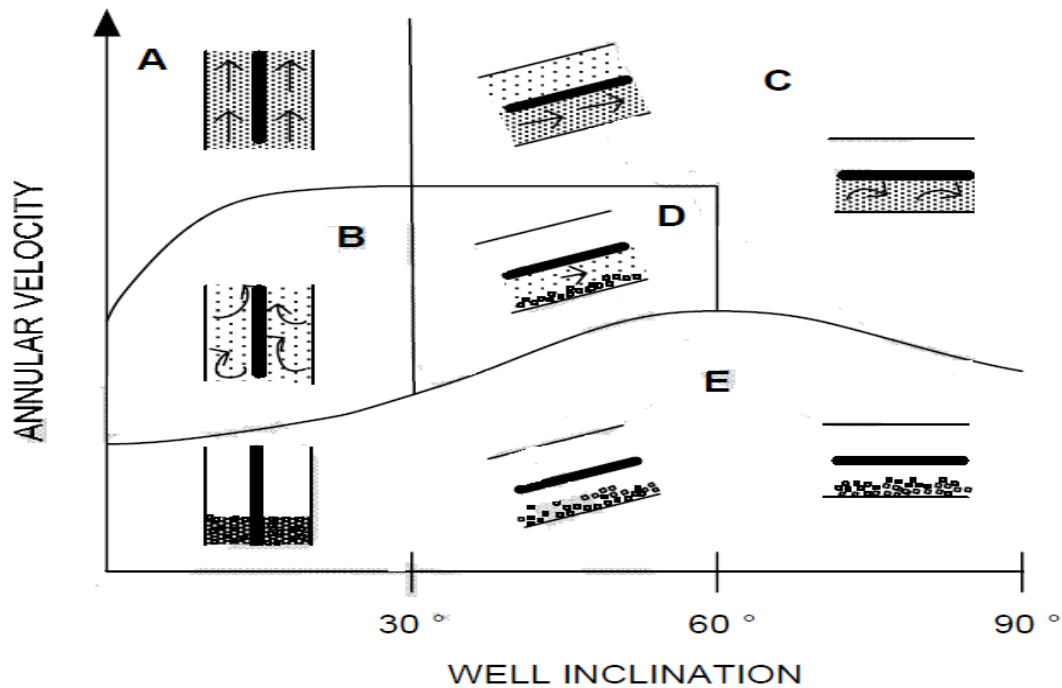 A
C
B
D
E
ANNULAR VELOCITY
30 °
60 °
90 °
WELL INCLINATION